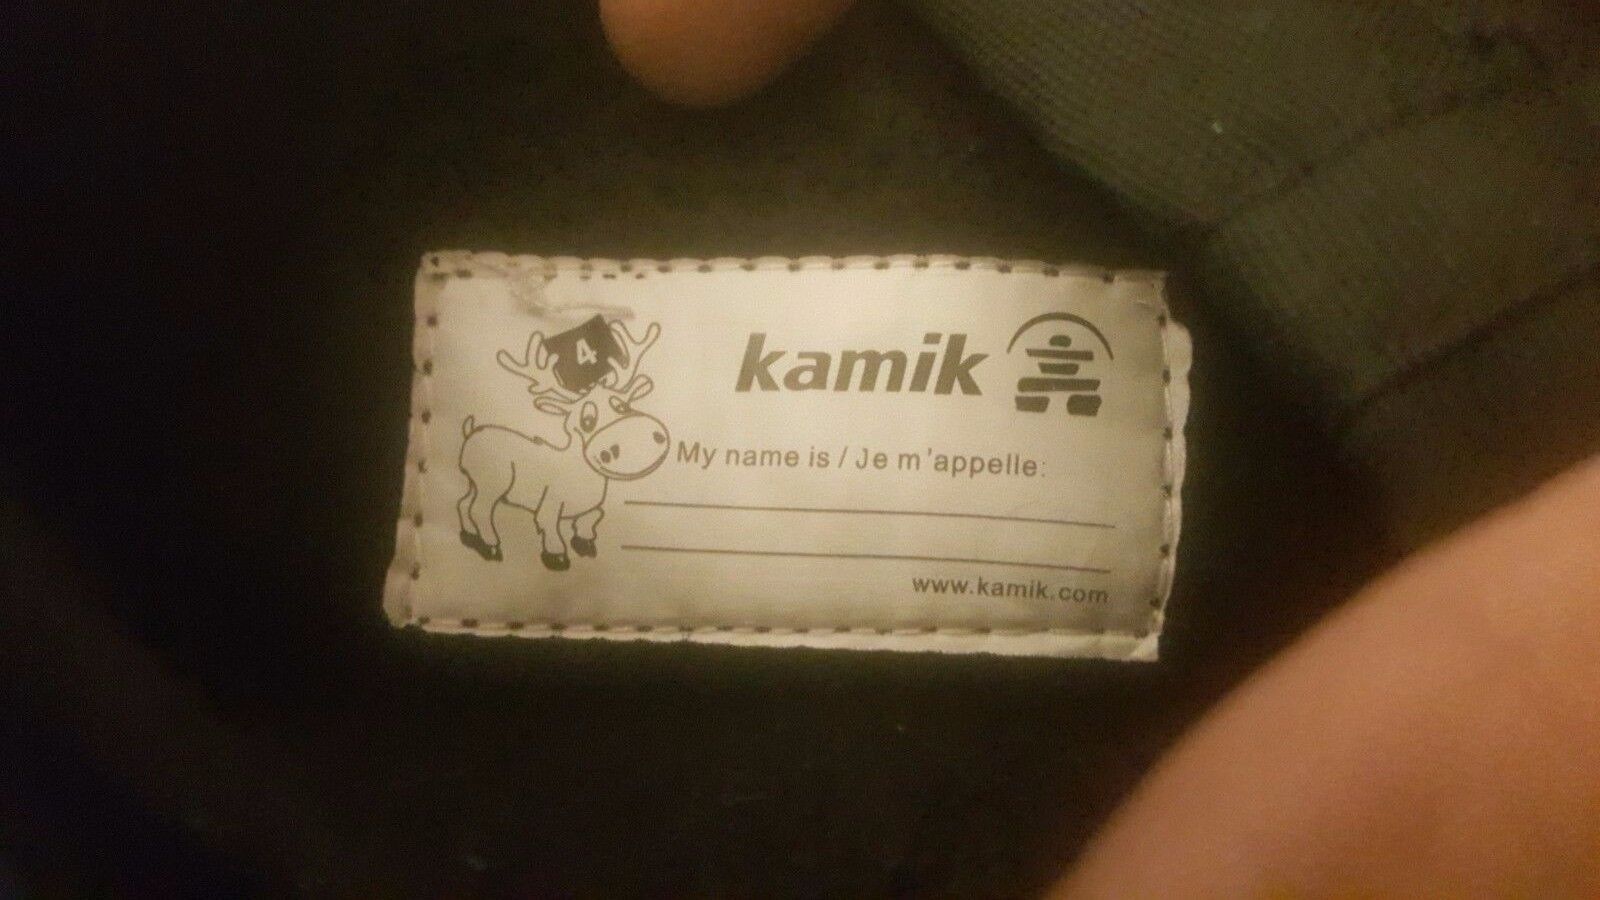 4
kamik
My name is / Je m'appelle:
www.kamik.com